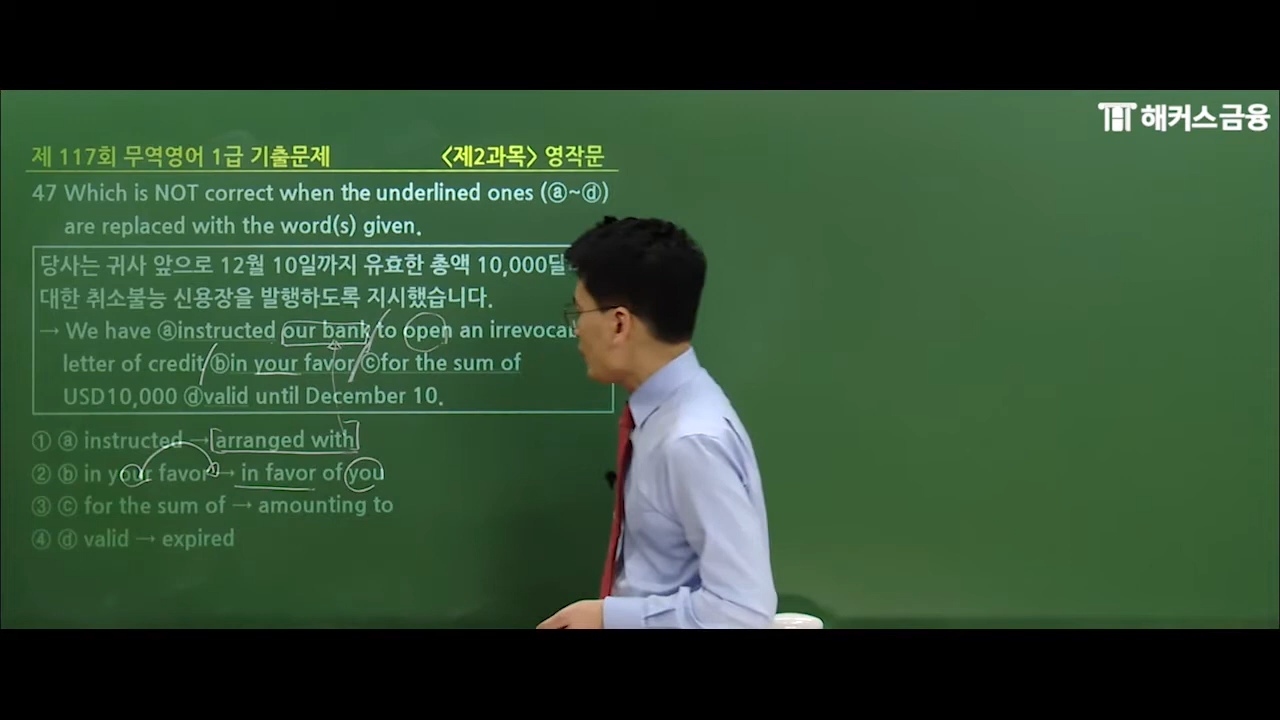 해커스금융
제 117회 무역영어 1급 기출문제 <제2과목> 영작문
47 Which is NOT correct when the underlined ones (ⓐ~ⓓ)
are replaced with the word(s) given.
당사는 귀사 앞으로 12월 10일까지 유효한 총액 10,000달
대한 취소불능 신용장을 발행하도록 지시했습니다.
→ We have ⓐinstructed our bank to open an
letter of credit ⓑin your favor ⓒfor the sum of
USD10,000 ⓓvalid until December 10.
① ⓐ instructed → arranged with
② ⓑ in your favor → in favor of you
③ ⓒ for the sum of → amounting to
④ ⓓ valid → expired